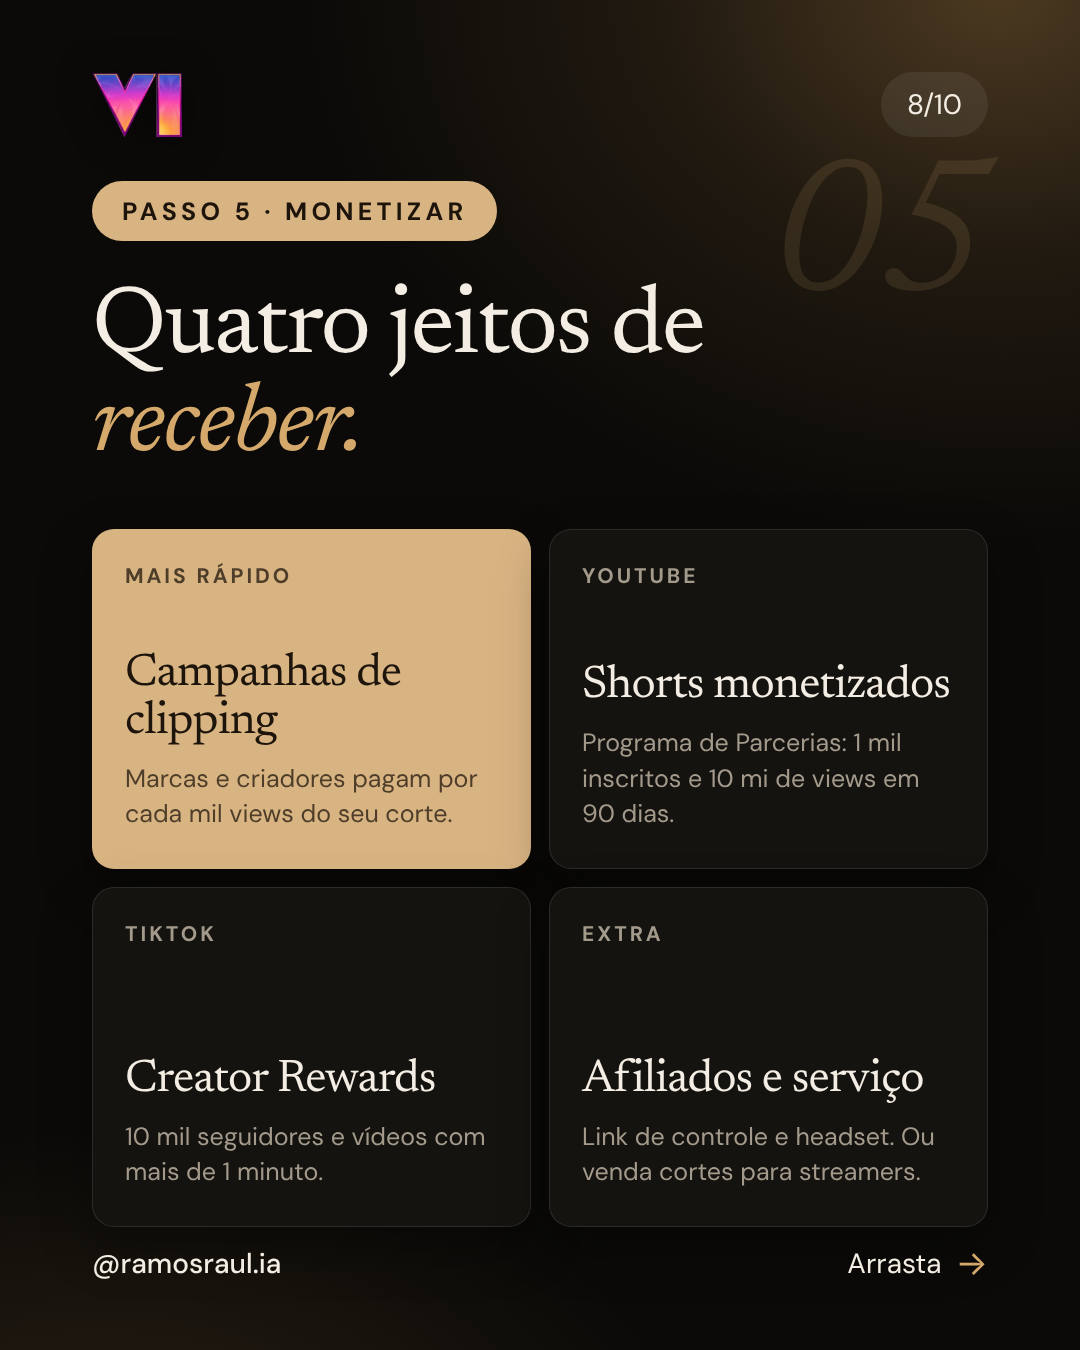 VI
8/10
05
PASSO 5 · MONETIZAR
Quatro jeitos de
receber.
MAIS RÁPIDO
Campanhas de
clipping
Marcas e criadores pagam por
cada mil views do seu corte.
YOUTUBE
Shorts monetizados
Programa de Parcerias: 1 mil
inscritos e 10 mi de views em
90 dias.
TIKTOK
Creator Rewards
10 mil seguidores e vídeos com
mais de 1 minuto.
EXTRA
Afiliados e serviço
Link de controle e headset. Ou
venda cortes para streamers.
@ramosraul.ia
Arrasta →